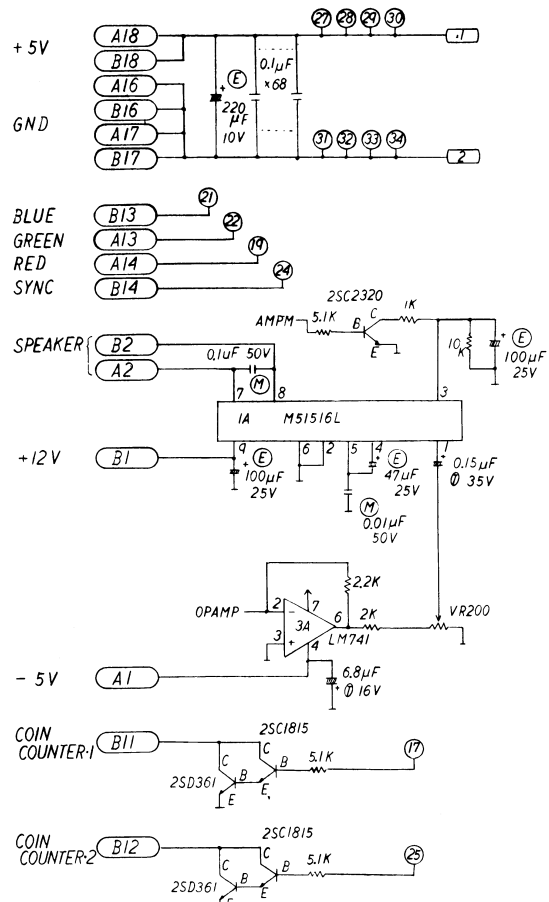 27 28 29 30
+5V A18 .1
B18
A16 + E 0.1μF
×68
GND B16 220
μF
10V
A17
B17 31 32 33 34 2
BLUE B13 21
GREEN A13 22
RED A14 19
SYNC B14 24
2SC2320
AMPM 5.1K B C E 1K
10K + E 100μF 25V
SPEAKER B2
A2 0.1uF 50V M
7 8 3
1A M51516L
9 6 2 5 4 1
+12V B1 + E 100μF 25V
+ E 47μF 25V
+ 0.15μF
T 35V
M 0.01μF 50V
2.2K
OPAMP 2 − 7 6 2K VR200
3 + 3A 4 LM741
−5V A1 6.8μF
+ T 16V
COIN
COUNTER·1 B11 2SC1815
C C B 5.1K 17
2SD361 B E
E
COIN
COUNTER·2 B12 2SC1815
C C B 5.1K 25
2SD361 B E
E